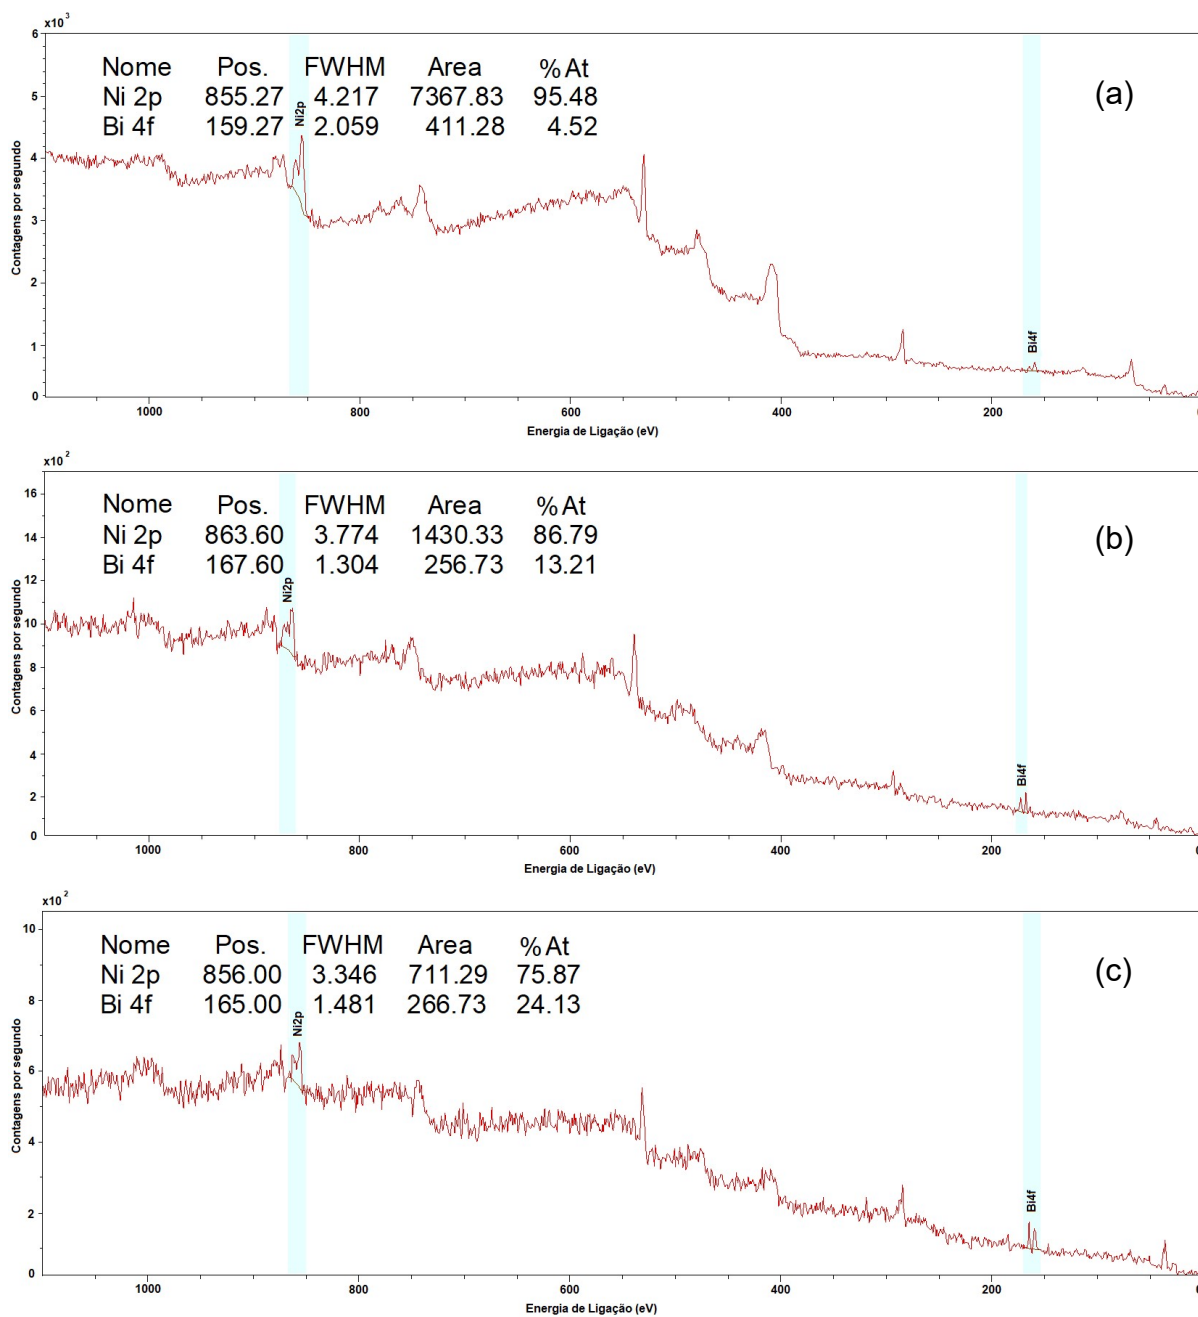 x10³
6
5
4
3
2
1
0
Contagens por segundo
Nome Pos. FWHM Area %At
Ni 2p 855.27 4.217 7367.83 95.48
Bi 4f 159.27 2.059 411.28 4.52
(a)
Ni2p
Bi4f
1000 800 600 400 200 0
Energia de Ligação (eV)
x10²
16
14
12
10
8
6
4
2
0
Contagens por segundo
Nome Pos. FWHM Area %At
Ni 2p 863.60 3.774 1430.33 86.79
Bi 4f 167.60 1.304 256.73 13.21
(b)
Ni2p
Bi4f
1000 800 600 400 200 0
Energia de Ligação (eV)
x10²
10
8
6
4
2
0
Contagens por segundo
Nome Pos. FWHM Area %At
Ni 2p 856.00 3.346 711.29 75.87
Bi 4f 165.00 1.481 266.73 24.13
(c)
Ni2p
Bi4f
1000 800 600 400 200 0
Energia de Ligação (eV)